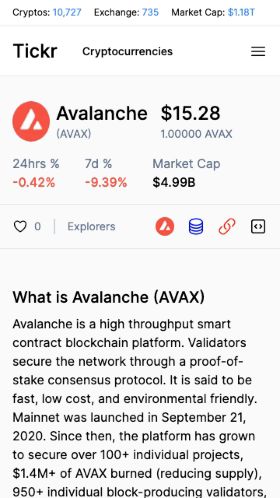 Cryptos: 10,727 Exchange: 735 Market Cap: $1.18T
Tickr Cryptocurrencies
Avalanche $15.28
(AVAX) 1.00000 AVAX
24hrs % 7d % Market Cap
-0.42% -9.39% $4.99B
0 Explorers
What is Avalanche (AVAX)
Avalanche is a high throughput smart
contract blockchain platform. Validators
secure the network through a proof-of-
stake consensus protocol. It is said to be
fast, low cost, and environmental friendly.
Mainnet was launched in September 21,
2020. Since then, the platform has grown
to secure over 100+ individual projects,
$1.4M+ of AVAX burned (reducing supply),
950+ individual block-producing validators,